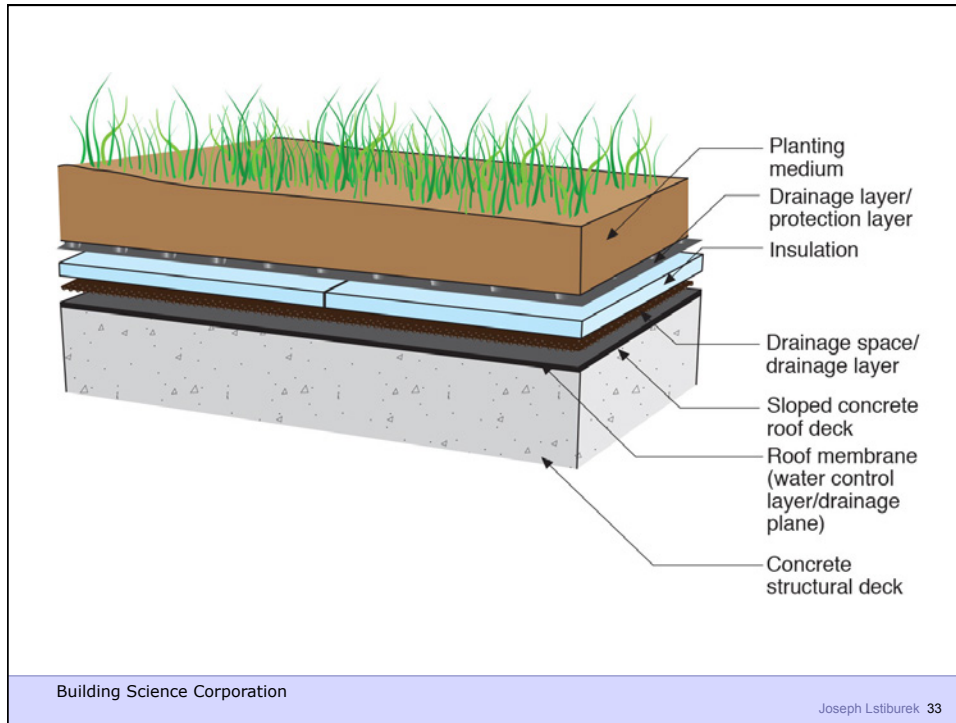 Planting
medium
Drainage layer/
protection layer
Insulation
Drainage space/
drainage layer
Sloped concrete
roof deck
Roof membrane
(water control
layer/drainage
plane)
Concrete
structural deck
Building Science Corporation
Joseph Lstiburek 33